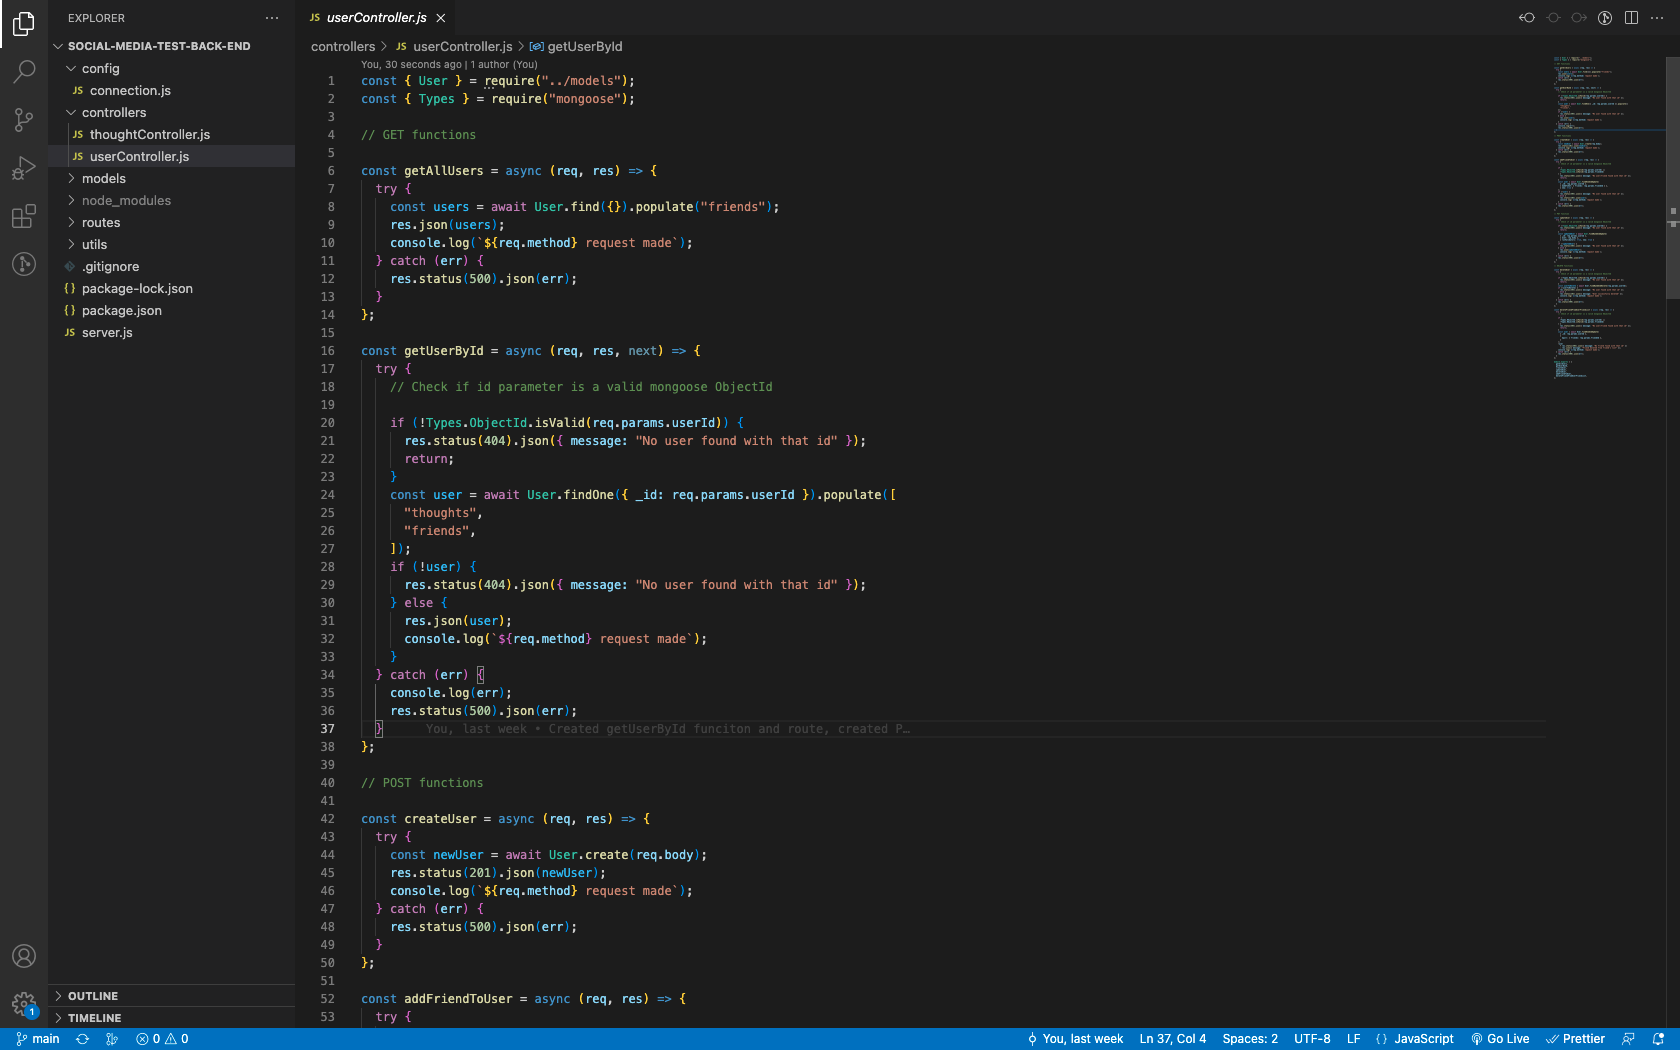 EXPLORER
SOCIAL-MEDIA-TEST-BACK-END
config
JS connection.js
controllers
JS thoughtController.js
JS userController.js
models
node_modules
routes
utils
.gitignore
{} package-lock.json
{} package.json
JS server.js
OUTLINE
TIMELINE
1
JS userController.js
controllers > JS userController.js > getUserById
You, 30 seconds ago | 1 author (You)
1 const { User } = require("../models");
2 const { Types } = require("mongoose");
3
4 // GET functions
5
6 const getAllUsers = async (req, res) => {
7 try {
8 const users = await User.find({}).populate("friends");
9 res.json(users);
10 console.log(`${req.method} request made`);
11 } catch (err) {
12 res.status(500).json(err);
13 }
14 };
15
16 const getUserById = async (req, res, next) => {
17 try {
18 // Check if id parameter is a valid mongoose ObjectId
19
20 if (!Types.ObjectId.isValid(req.params.userId)) {
21 res.status(404).json({ message: "No user found with that id" });
22 return;
23 }
24 const user = await User.findOne({ _id: req.params.userId }).populate([
25 "thoughts",
26 "friends",
27 ]);
28 if (!user) {
29 res.status(404).json({ message: "No user found with that id" });
30 } else {
31 res.json(user);
32 console.log(`${req.method} request made`);
33 }
34 } catch (err) {
35 console.log(err);
36 res.status(500).json(err);
37 } You, last week • Created getUserById funciton and route, created P…
38 };
39
40 // POST functions
41
42 const createUser = async (req, res) => {
43 try {
44 const newUser = await User.create(req.body);
45 res.status(201).json(newUser);
46 console.log(`${req.method} request made`);
47 } catch (err) {
48 res.status(500).json(err);
49 }
50 };
51
52 const addFriendToUser = async (req, res) => {
53 try {
main 0 0 You, last week Ln 37, Col 4 Spaces: 2 UTF-8 LF {} JavaScript Go Live Prettier